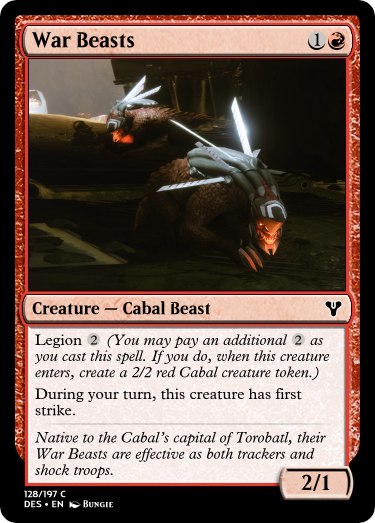 War Beasts 1
Creature — Cabal Beast
Legion 2 (You may pay an additional 2 as
you cast this spell. If you do, when this creature
enters, create a 2/2 red Cabal creature token.)
During your turn, this creature has first
strike.
Native to the Cabal's capital of Torobatl, their
War Beasts are effective as both trackers and
shock troops.
2/1
128/197 C
DES • EN Bungie